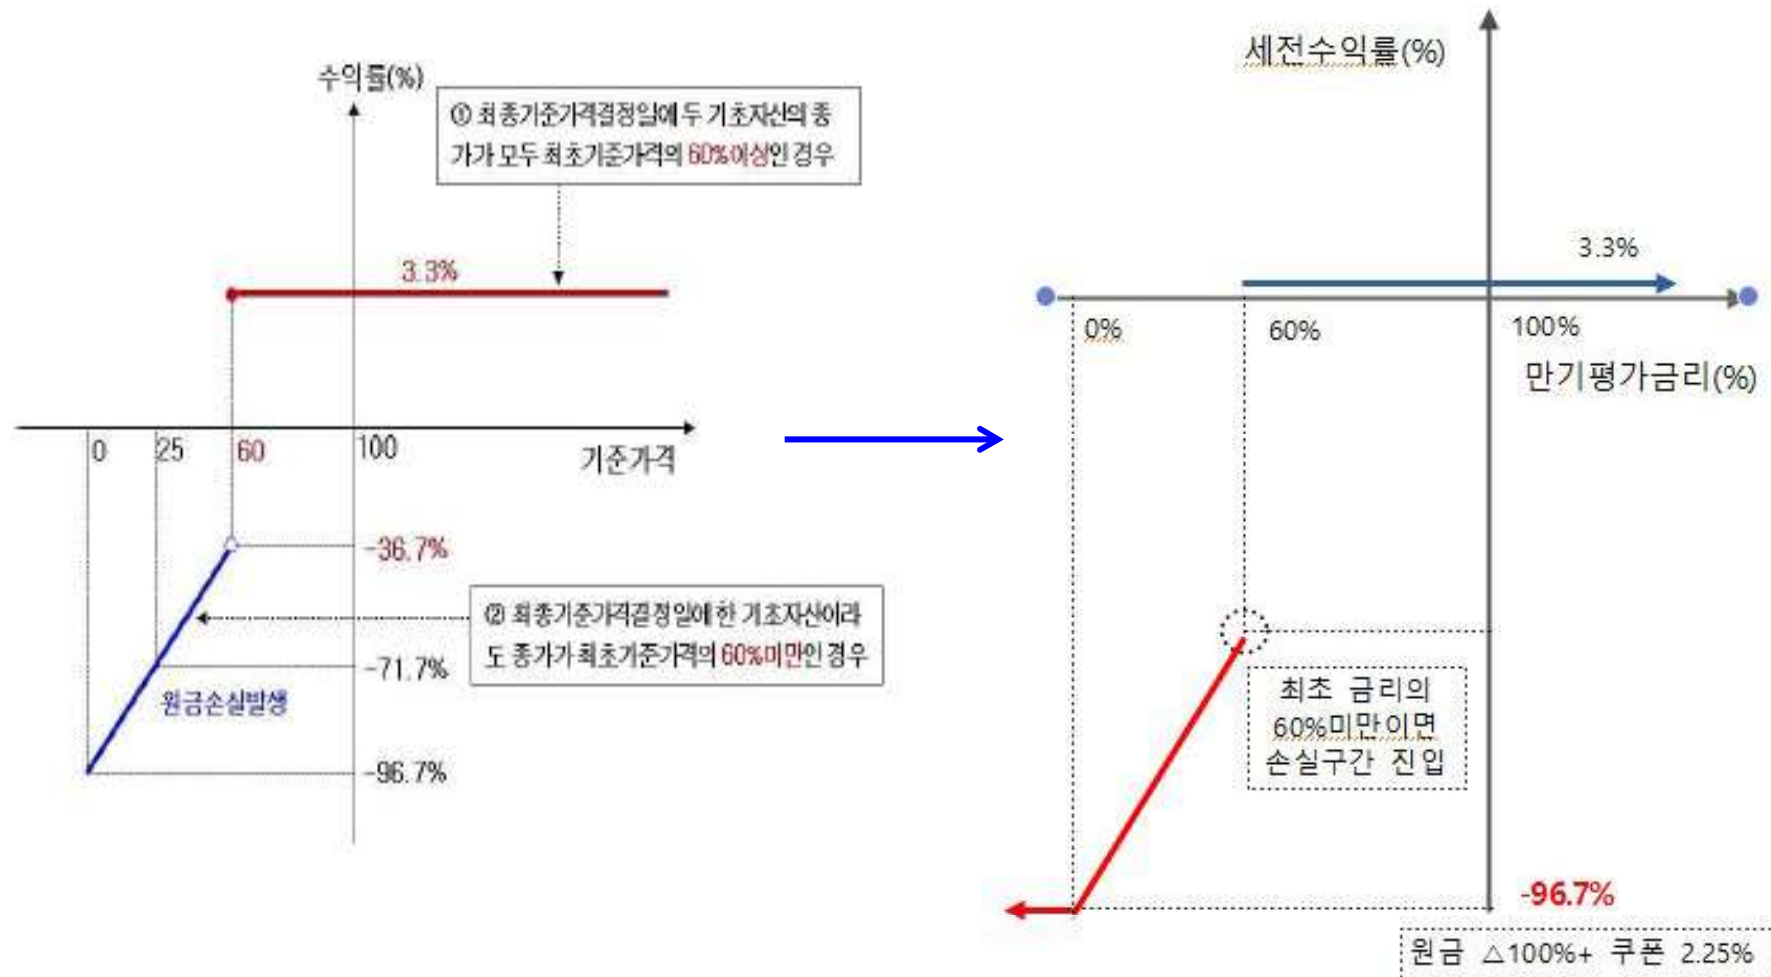 수익률(%)
① 최종기준가격결정일에 두 기초자산의 종
가가 모두 최초기준가격의 60%이상인 경우
3.3%
0
25
60
100
기준가격
-36.7%
② 최종기준가격결정일에 한 기초자산이라
도 종가가 최초기준가격의 60%미만인 경우
-71.7%
원금손실발생
-96.7%
세전수익률(%)
3.3%
0%
60%
100%
만기평가금리(%)
최초 금리의
60%미만이면
손실구간 진입
-96.7%
원금 △100%+ 쿠폰 2.25%